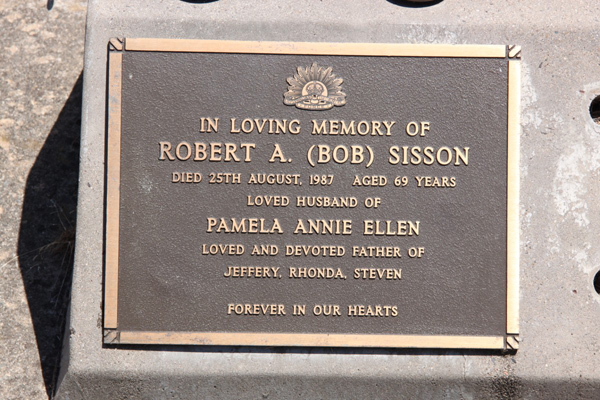 IN LOVING MEMORY OF
ROBERT A. (BOB) SISSON
DIED 25TH AUGUST, 1987 AGED 69 YEARS
LOVED HUSBAND OF
PAMELA ANNIE ELLEN
LOVED AND DEVOTED FATHER OF
JEFFERY, RHONDA, STEVEN
FOREVER IN OUR HEARTS